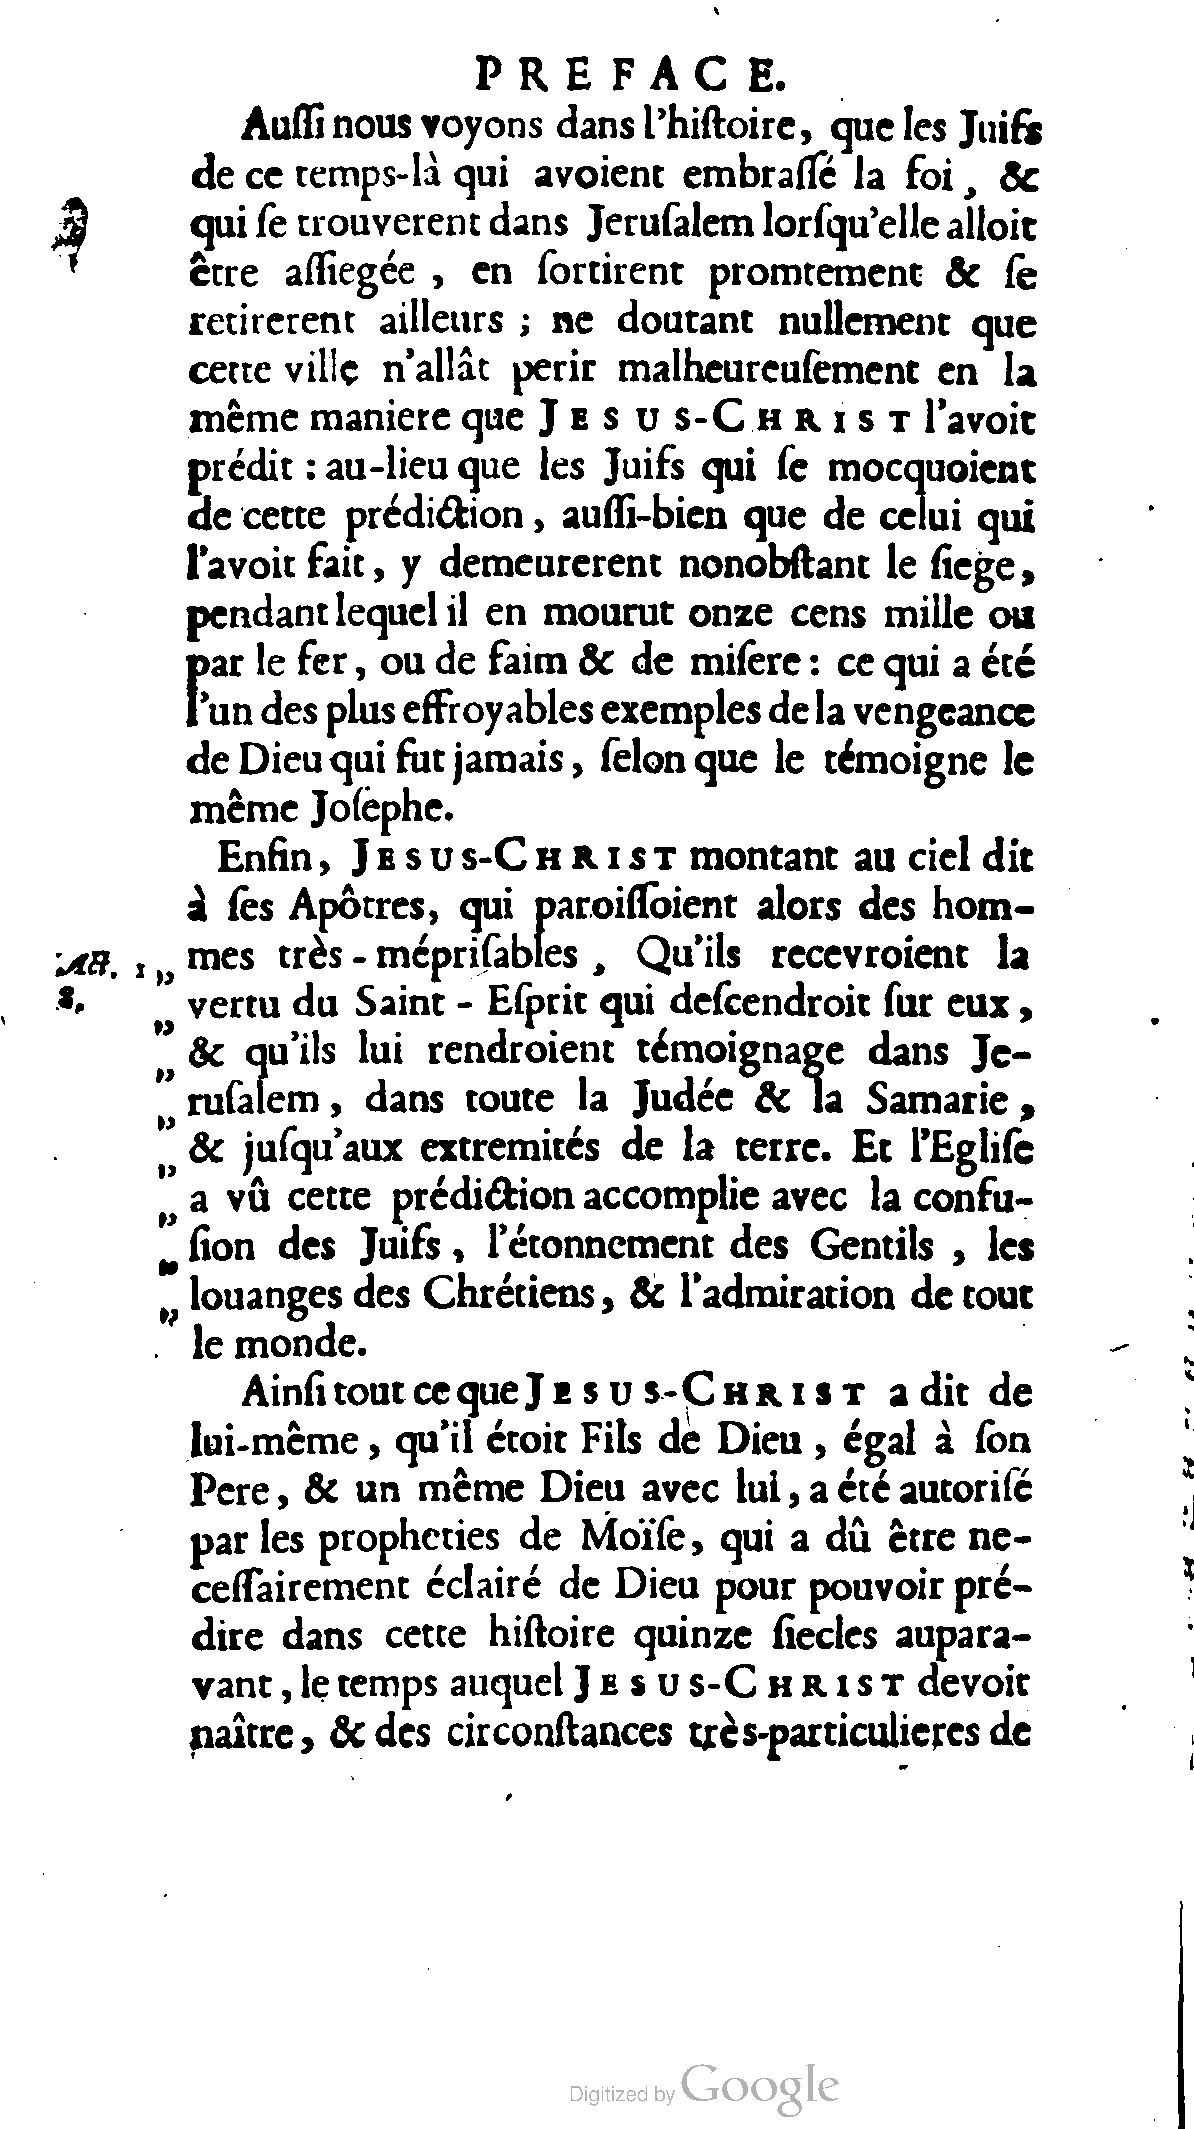 PREFACE.
Auſſi nous voyons dans l'hiſtoire, que les Juifs
de ce temps-là qui avoient embraſſé la foi, &
qui ſe trouverent dans Jeruſalem lorſqu'elle alloit
être aſſiegée, en ſortirent promtement & ſe
retirerent ailleurs; ne doutant nullement que
cette ville n'allât perir malheureuſement en la
même maniere que JESUS-CHRIST l'avoit
prédit: au-lieu que les Juifs qui ſe mocquoient
de cette prédiction, auſſi-bien que de celui qui
l'avoit fait, y demeurerent nonobſtant le ſiege,
pendant lequel il en mourut onze cens mille ou
par le fer, ou de faim & de miſere: ce qui a été
l'un des plus effroyables exemples de la vengeance
de Dieu qui fut jamais, ſelon que le témoigne le
même Joſephe.
Enfin, JESUS-CHRIST montant au ciel dit
à ſes Apôtres, qui paroiſſoient alors des hom-
Act. 1 „ mes très-mépriſables, Qu'ils recevroient la
8. „ vertu du Saint-Eſprit qui deſcendroit ſur eux,
„ & qu'ils lui rendroient témoignage dans Je-
„ ruſalem, dans toute la Judée & la Samarie,
„ & juſqu'aux extremités de la terre. Et l'Egliſe
„ a vû cette prédiction accomplie avec la confu-
„ ſion des Juifs, l'étonnement des Gentils, les
„ louanges des Chrétiens, & l'admiration de tout
le monde.
Ainſi tout ce que JESUS-CHRIST a dit de
lui-même, qu'il étoit Fils de Dieu, égal à ſon
Pere, & un même Dieu avec lui, a été autoriſé
par les propheties de Moïſe, qui a dû être ne-
ceſſairement éclairé de Dieu pour pouvoir pré-
dire dans cette hiſtoire quinze ſiecles aupara-
vant, le temps auquel JESUS-CHRIST devoit
naître, & des circonſtances très-particulieres de
Digitized by Google